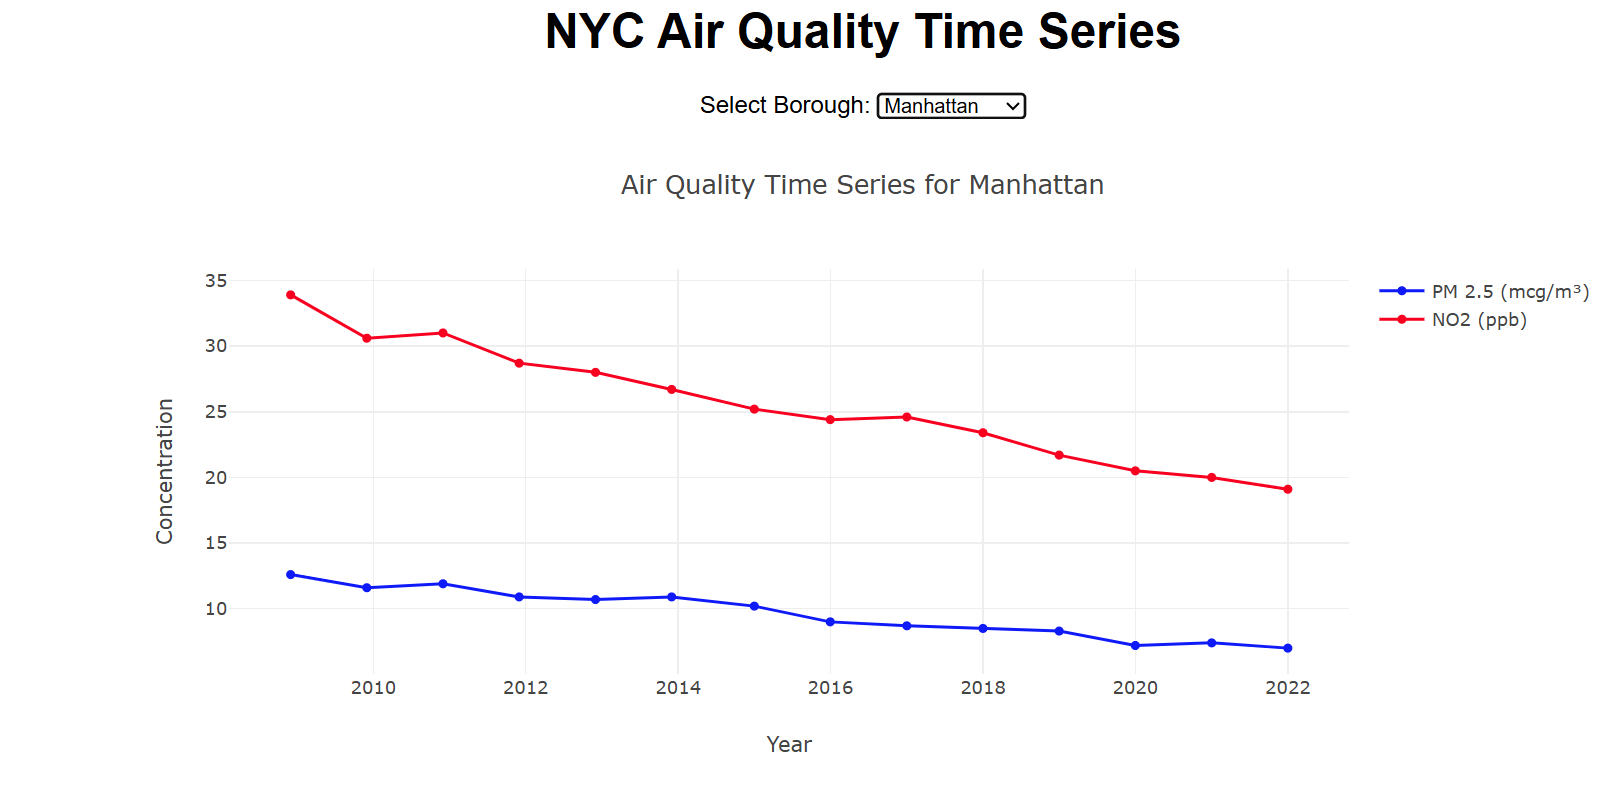 NYC Air Quality Time Series
Select Borough: Manhattan
Air Quality Time Series for Manhattan
35
30
25
20
15
10
Concentration
2010 2012 2014 2016 2018 2020 2022
Year
PM 2.5 (mcg/m³)
NO2 (ppb)